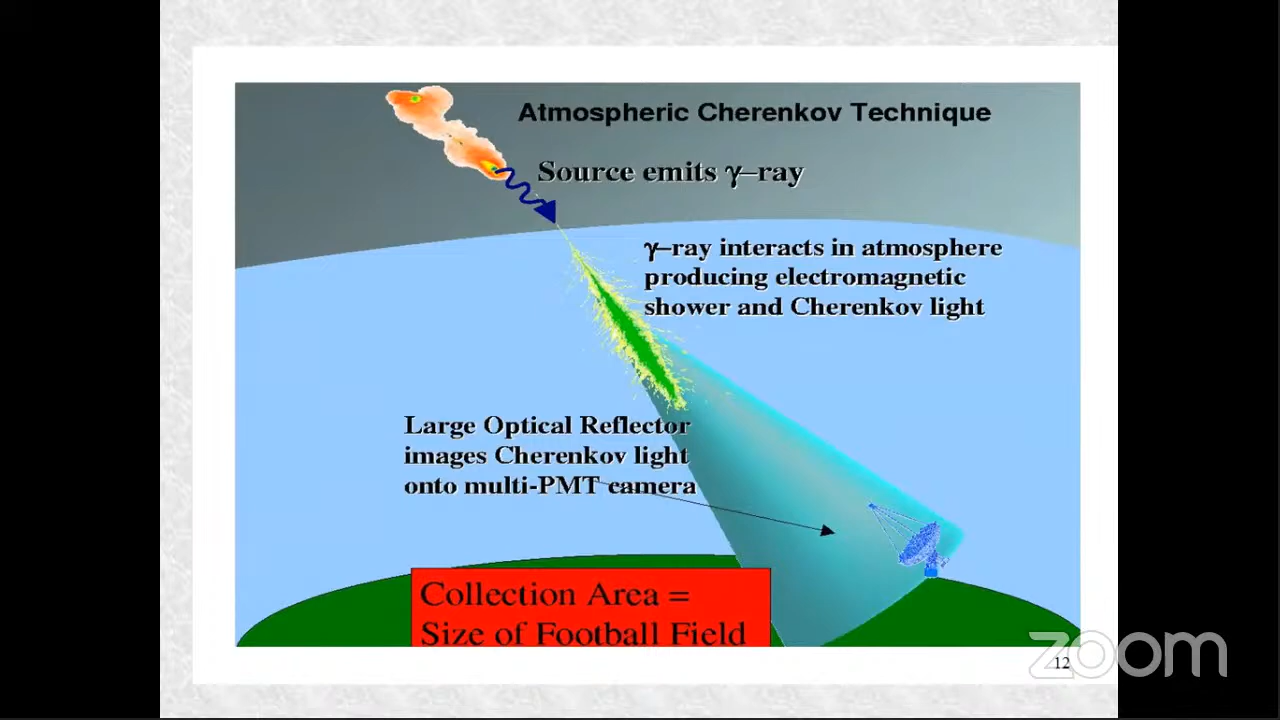 Atmospheric Cherenkov Technique
Source emits γ–ray
γ–ray interacts in atmosphere
producing electromagnetic
shower and Cherenkov light
Large Optical Reflector
images Cherenkov light
onto multi-PMT camera
Collection Area =
Size of Football Field
12
zoom